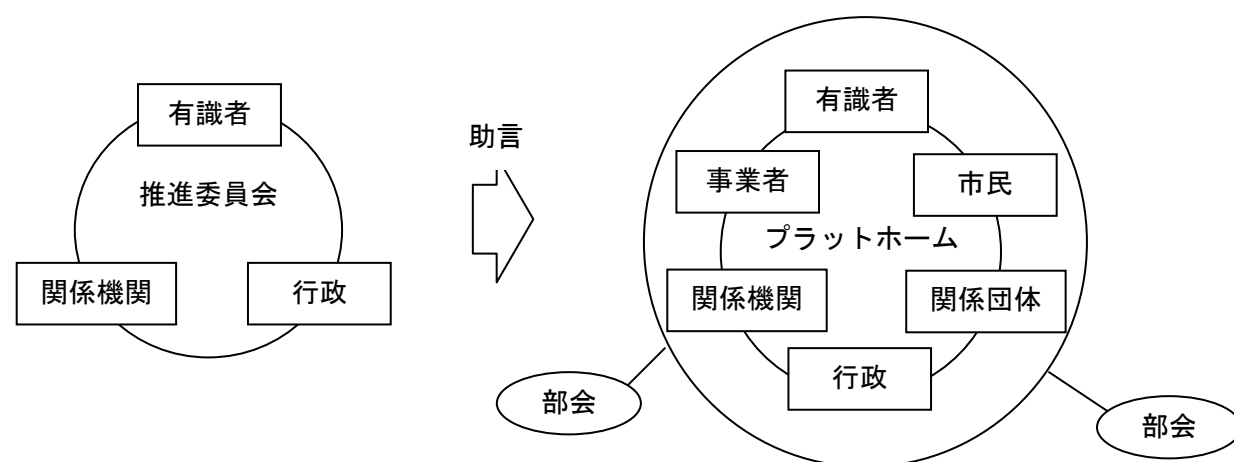 有識者
推進委員会
関係機関
行政
助言
有識者
事業者
市民
プラットホーム
関係機関
関係団体
行政
部会
部会